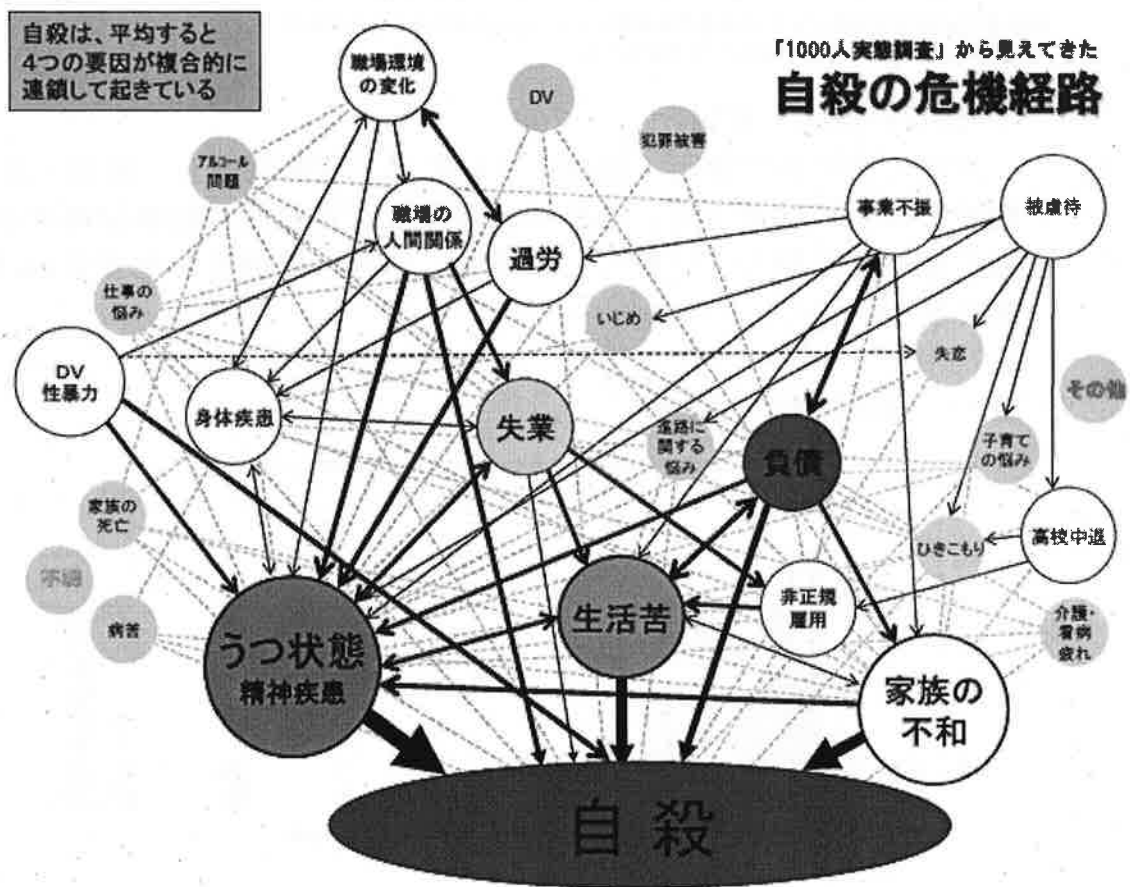 自殺は、平均すると
4つの要因が複合的に
連鎖して起きている
「1000人実態調査」から見えてきた
自殺の危機経路
職場環境
の変化
DV
犯罪被害
アルコール
問題
職場の
人間関係
過労
事業不振
被虐待
仕事の
悩み
いじめ
失恋
DV
性暴力
身体疾患
失業
進路に
関する
悩み
負債
その他
子育て
の悩み
家族の
死亡
ひきこもり
高校中退
不明
病苦
うつ状態
精神疾患
生活苦
非正規
雇用
介護・
看病
疲れ
家族の
不和
自殺